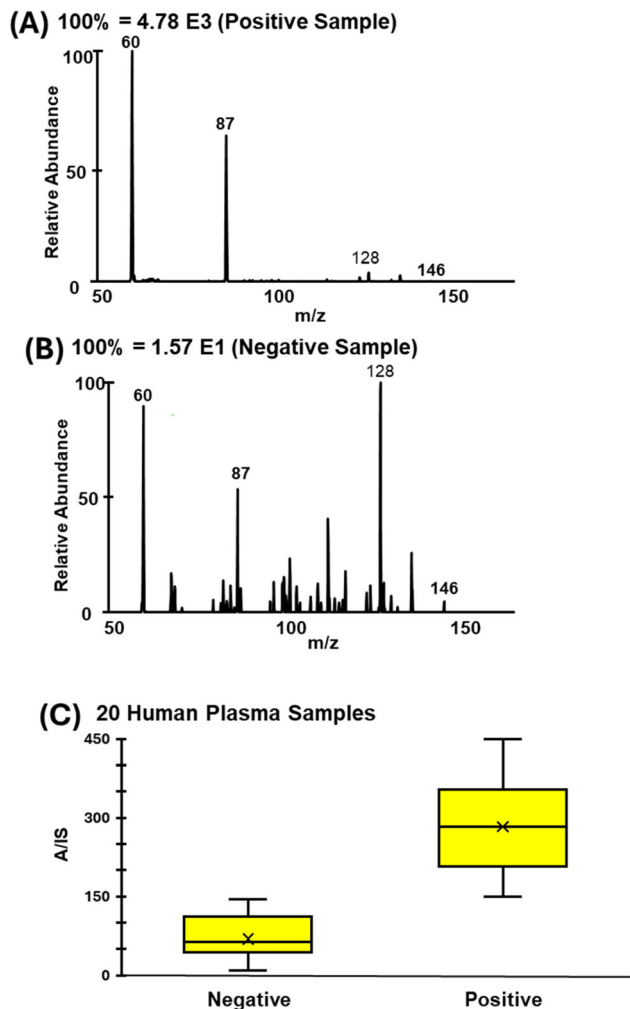 (A) 100% = 4.78 E3 (Positive Sample)
60
100
87
Relative Abundance
50
128
146
0
50 100 150
m/z
(B) 100% = 1.57 E1 (Negative Sample)
128
100
60
87
Relative Abundance
50
146
0
50 100 150
m/z
(C) 20 Human Plasma Samples
450
300
A/IS
150
0
Negative Positive